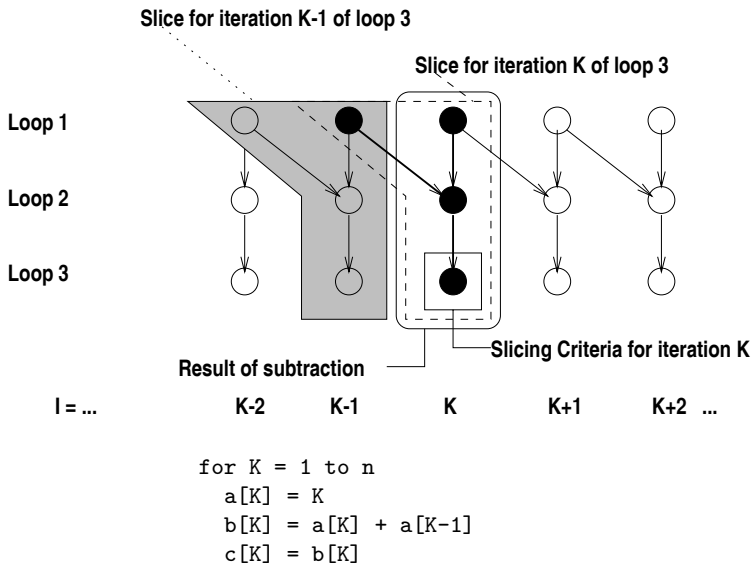 Slice for iteration K-1 of loop 3
Slice for iteration K of loop 3
Loop 1
Loop 2
Loop 3
Slicing Criteria for iteration K
Result of subtraction
I = ... K-2 K-1 K K+1 K+2 ...
for K = 1 to n
a[K] = K
b[K] = a[K] + a[K-1]
c[K] = b[K]